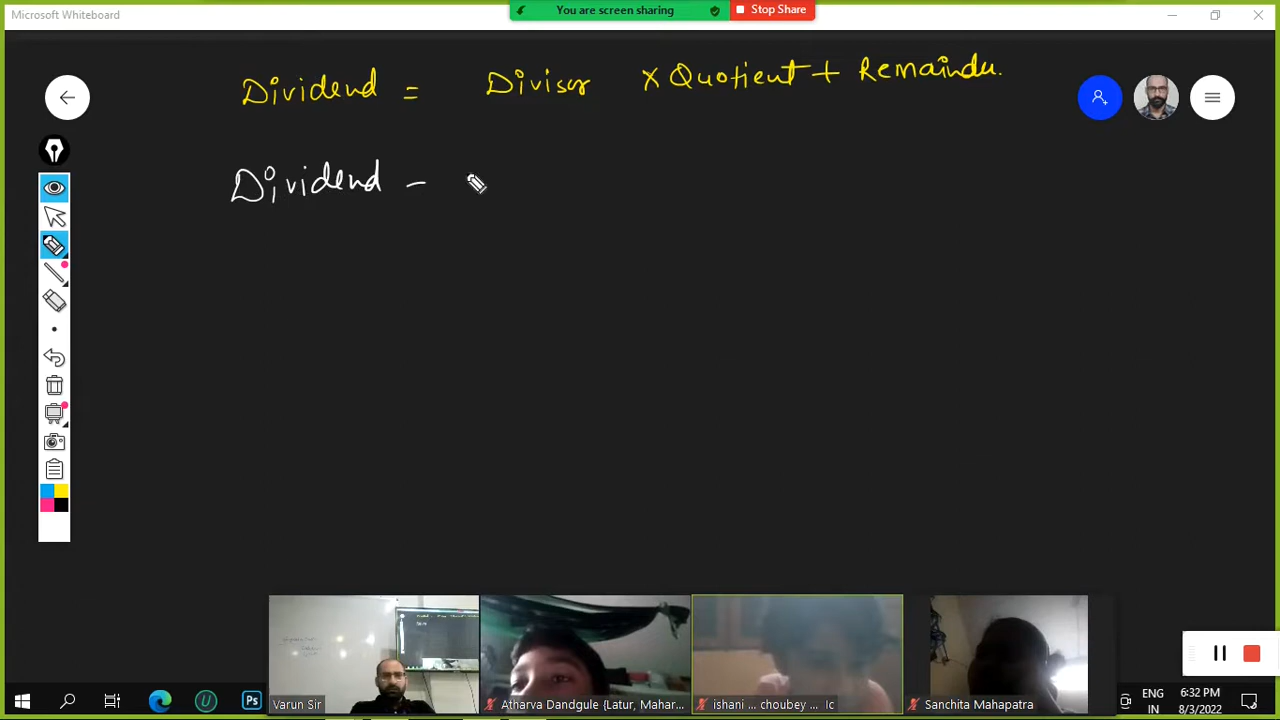 Microsoft Whiteboard
You are screen sharing
Stop Share
Dividend = Divisor × Quotient + Remainder.
Dividend -
Varun Sir
Atharva Dandgule {Latur, Mahar...
ishani ... choubey ... Ic
Sanchita Mahapatra
Ps
ENG
IN
6:32 PM
8/3/2022